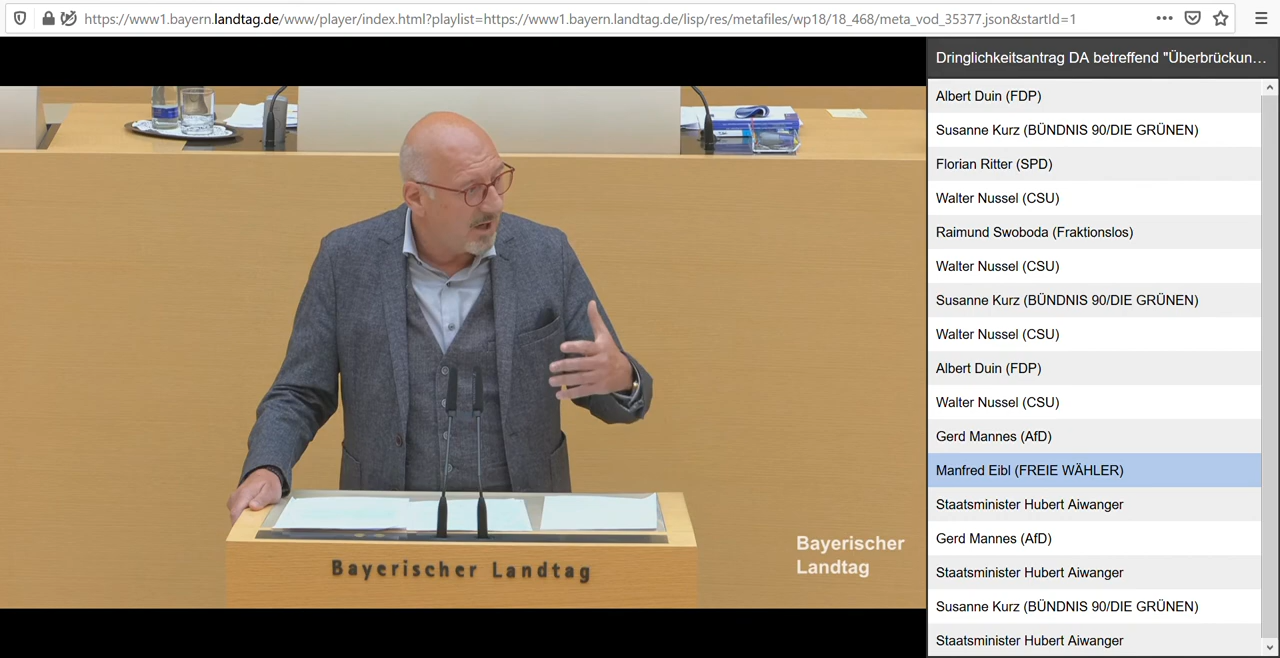 https://www1.bayern.landtag.de/www/player/index.html?playlist=https://www1.bayern.landtag.de/lisp/res/metafiles/wp18/18_468/meta_vod_35377.json&startId=1
Dringlichkeitsantrag DA betreffend "Überbrückun...
Albert Duin (FDP)
Susanne Kurz (BÜNDNIS 90/DIE GRÜNEN)
Florian Ritter (SPD)
Walter Nussel (CSU)
Raimund Swoboda (Fraktionslos)
Walter Nussel (CSU)
Susanne Kurz (BÜNDNIS 90/DIE GRÜNEN)
Walter Nussel (CSU)
Albert Duin (FDP)
Walter Nussel (CSU)
Gerd Mannes (AfD)
Manfred Eibl (FREIE WÄHLER)
Staatsminister Hubert Aiwanger
Gerd Mannes (AfD)
Staatsminister Hubert Aiwanger
Susanne Kurz (BÜNDNIS 90/DIE GRÜNEN)
Staatsminister Hubert Aiwanger
Bayerischer
Landtag
Bayerischer Landtag